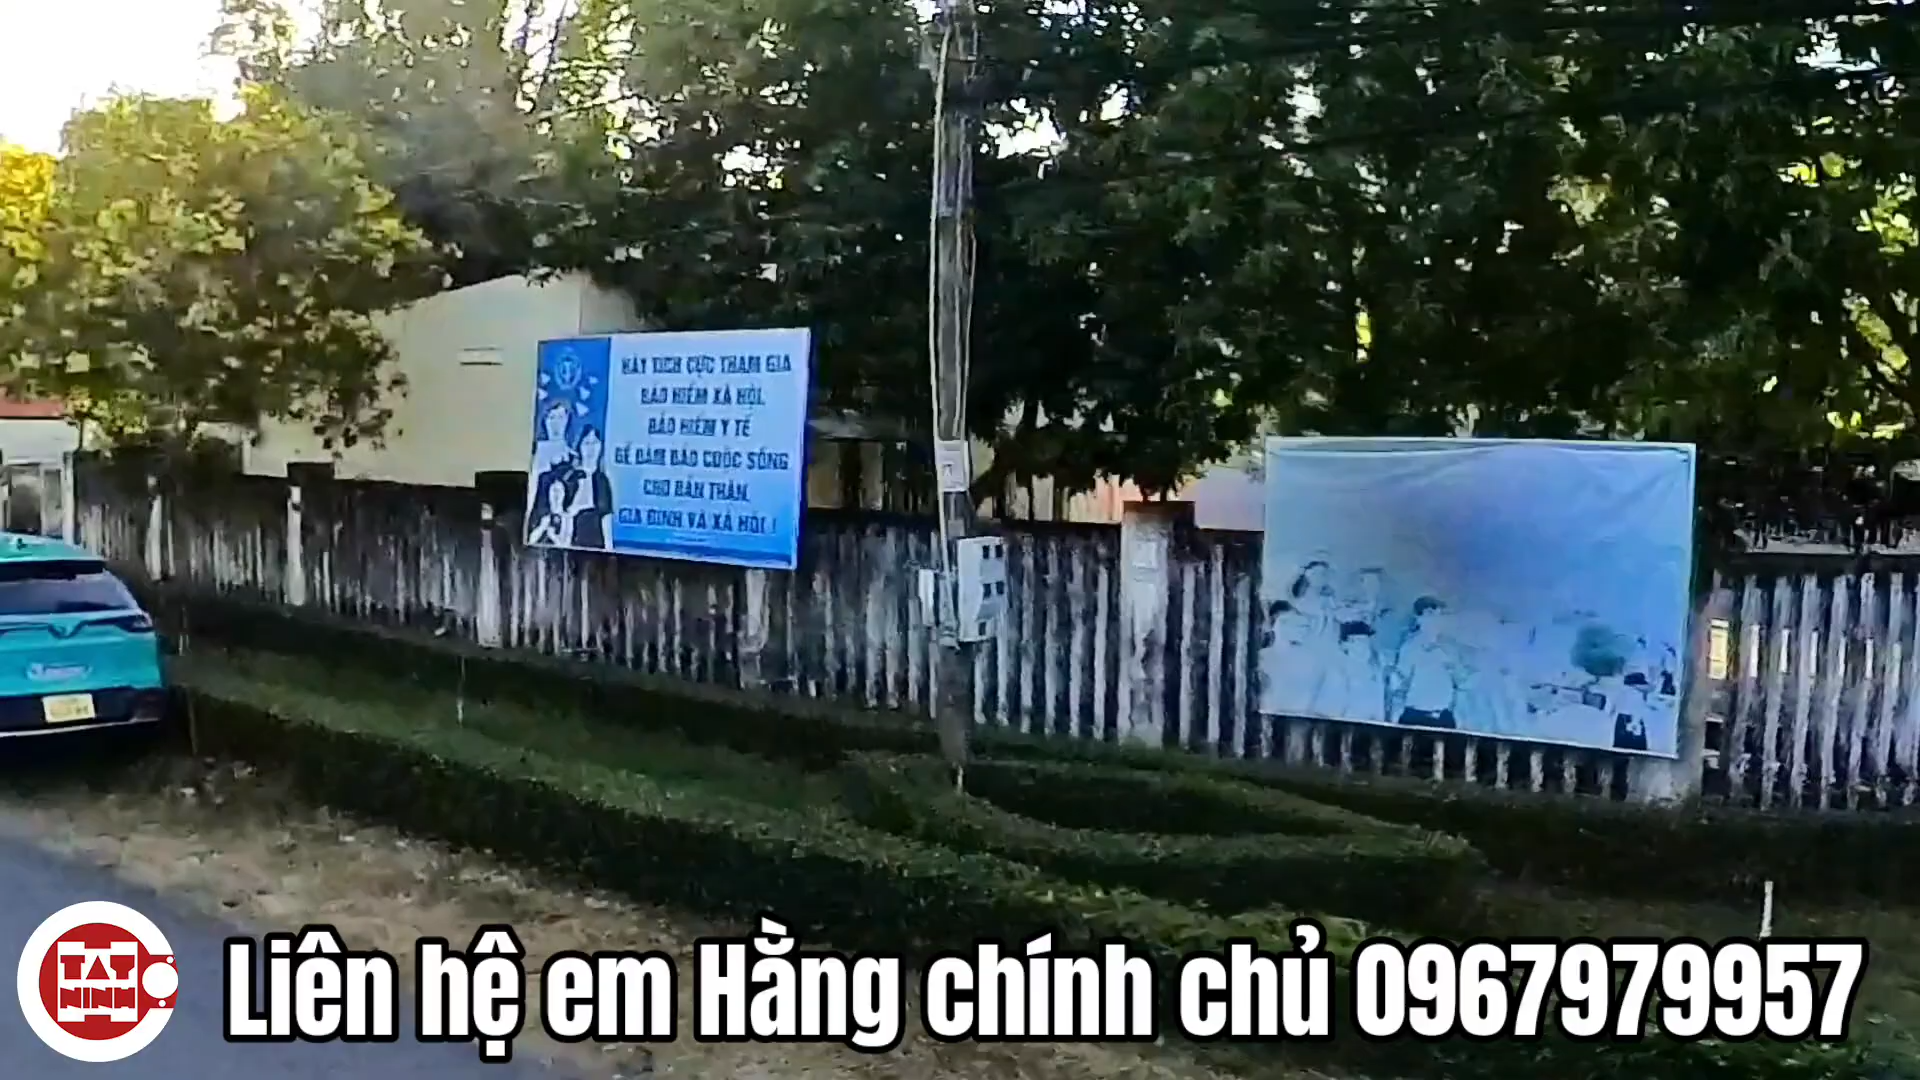 HÃY TÍCH CỰC THAM GIA
BẢO HIỂM XÃ HỘI,
BẢO HIỂM Y TẾ
ĐỂ ĐẢM BẢO CUỘC SỐNG
CHO BẢN THÂN,
GIA ĐÌNH VÀ XÃ HỘI !
TAY
NINH
Liên hệ em Hằng chính chủ 0967979957